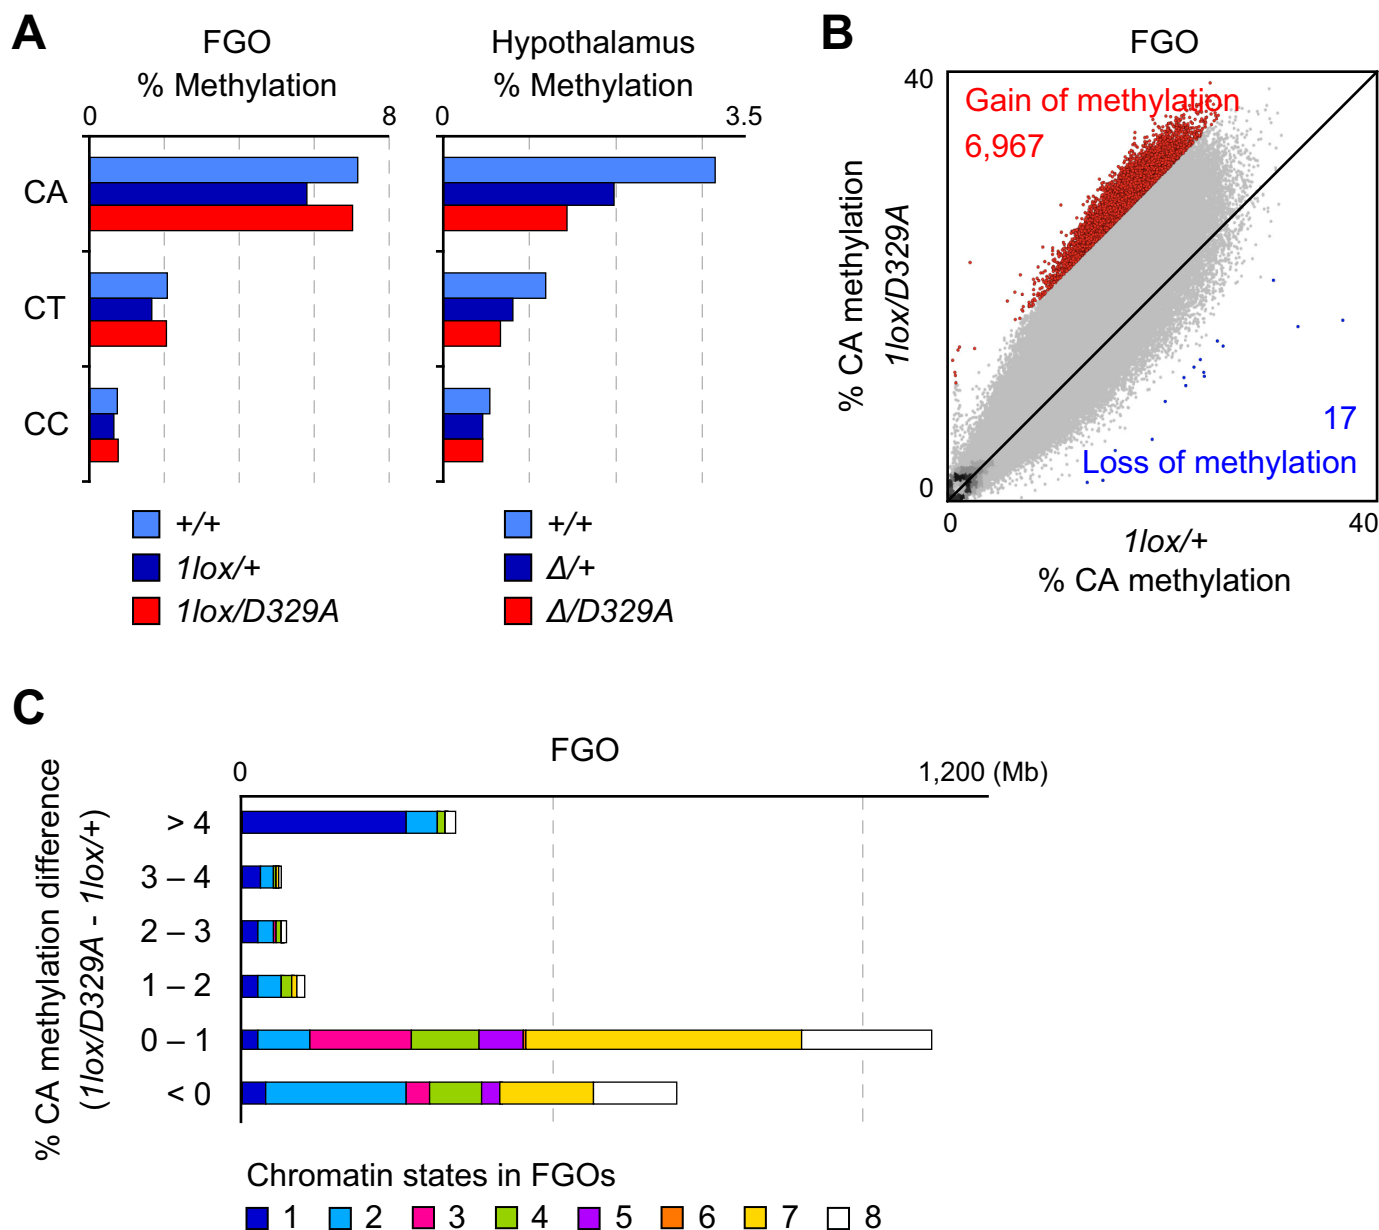 A
FGO
% Methylation
0
8
Hypothalamus
% Methylation
0
3.5
CA
CT
CC
+/+
1lox/+
1lox/D329A
+/+
Δ/+
Δ/D329A
B
FGO
40
Gain of methylation
6,967
% CA methylation
1lox/D329A
17
Loss of methylation
0
0
40
1lox/+
% CA methylation
C
FGO
0
1,200 (Mb)
% CA methylation difference
(1lox/D329A - 1lox/+)
> 4
3 – 4
2 – 3
1 – 2
0 – 1
< 0
Chromatin states in FGOs
1 2 3 4 5 6 7 8